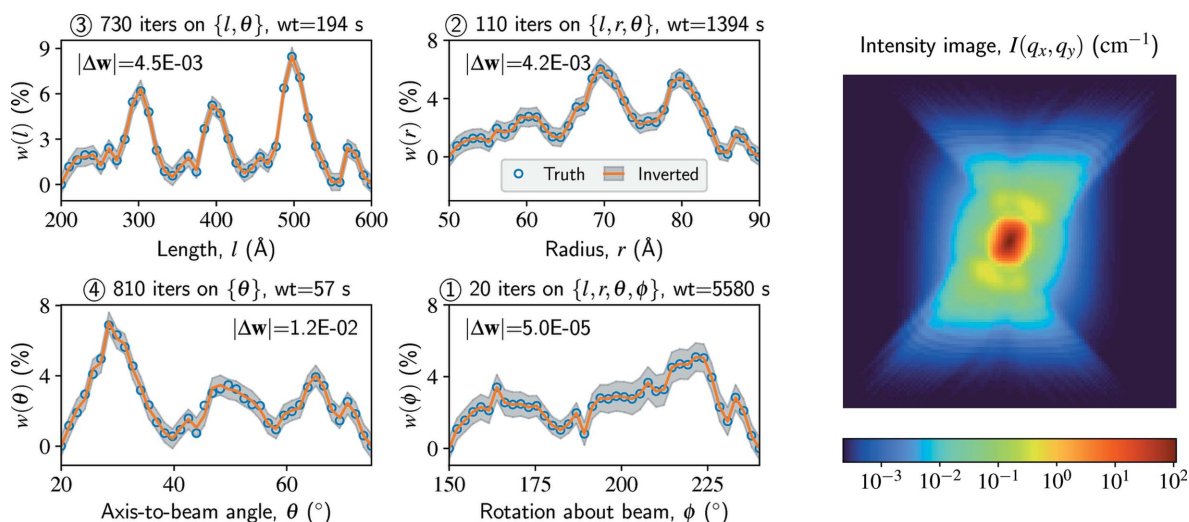 ③ 730 iters on {l, θ}, wt=194 s
|Δw|=4.5E-03
w(l) (%)
9
6
3
0
200 300 400 500 600
Length, l (Å)
② 110 iters on {l, r, θ}, wt=1394 s
|Δw|=4.2E-03
w(r) (%)
8
4
0
Truth Inverted
50 60 70 80 90
Radius, r (Å)
④ 810 iters on {θ}, wt=57 s
|Δw|=1.2E-02
w(θ) (%)
8
4
0
20 40 60
Axis-to-beam angle, θ (°)
① 20 iters on {l, r, θ, ϕ}, wt=5580 s
|Δw|=5.0E-05
w(ϕ) (%)
8
4
0
150 175 200 225
Rotation about beam, ϕ (°)
Intensity image, I(qₓ, q_y) (cm⁻¹)
10⁻³ 10⁻² 10⁻¹ 10⁰ 10¹ 10²